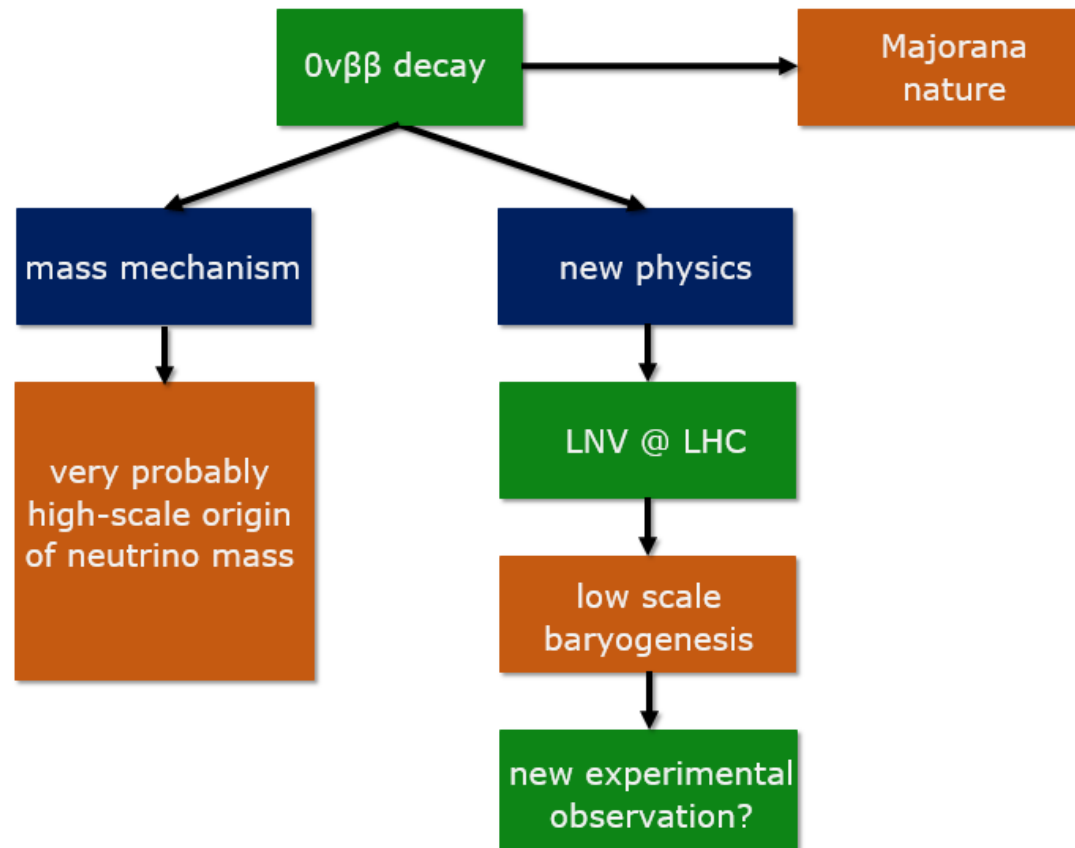 0νββ decay
Majorana
nature
mass mechanism
new physics
very probably
high-scale origin
of neutrino mass
LNV @ LHC
low scale
baryogenesis
new experimental
observation?